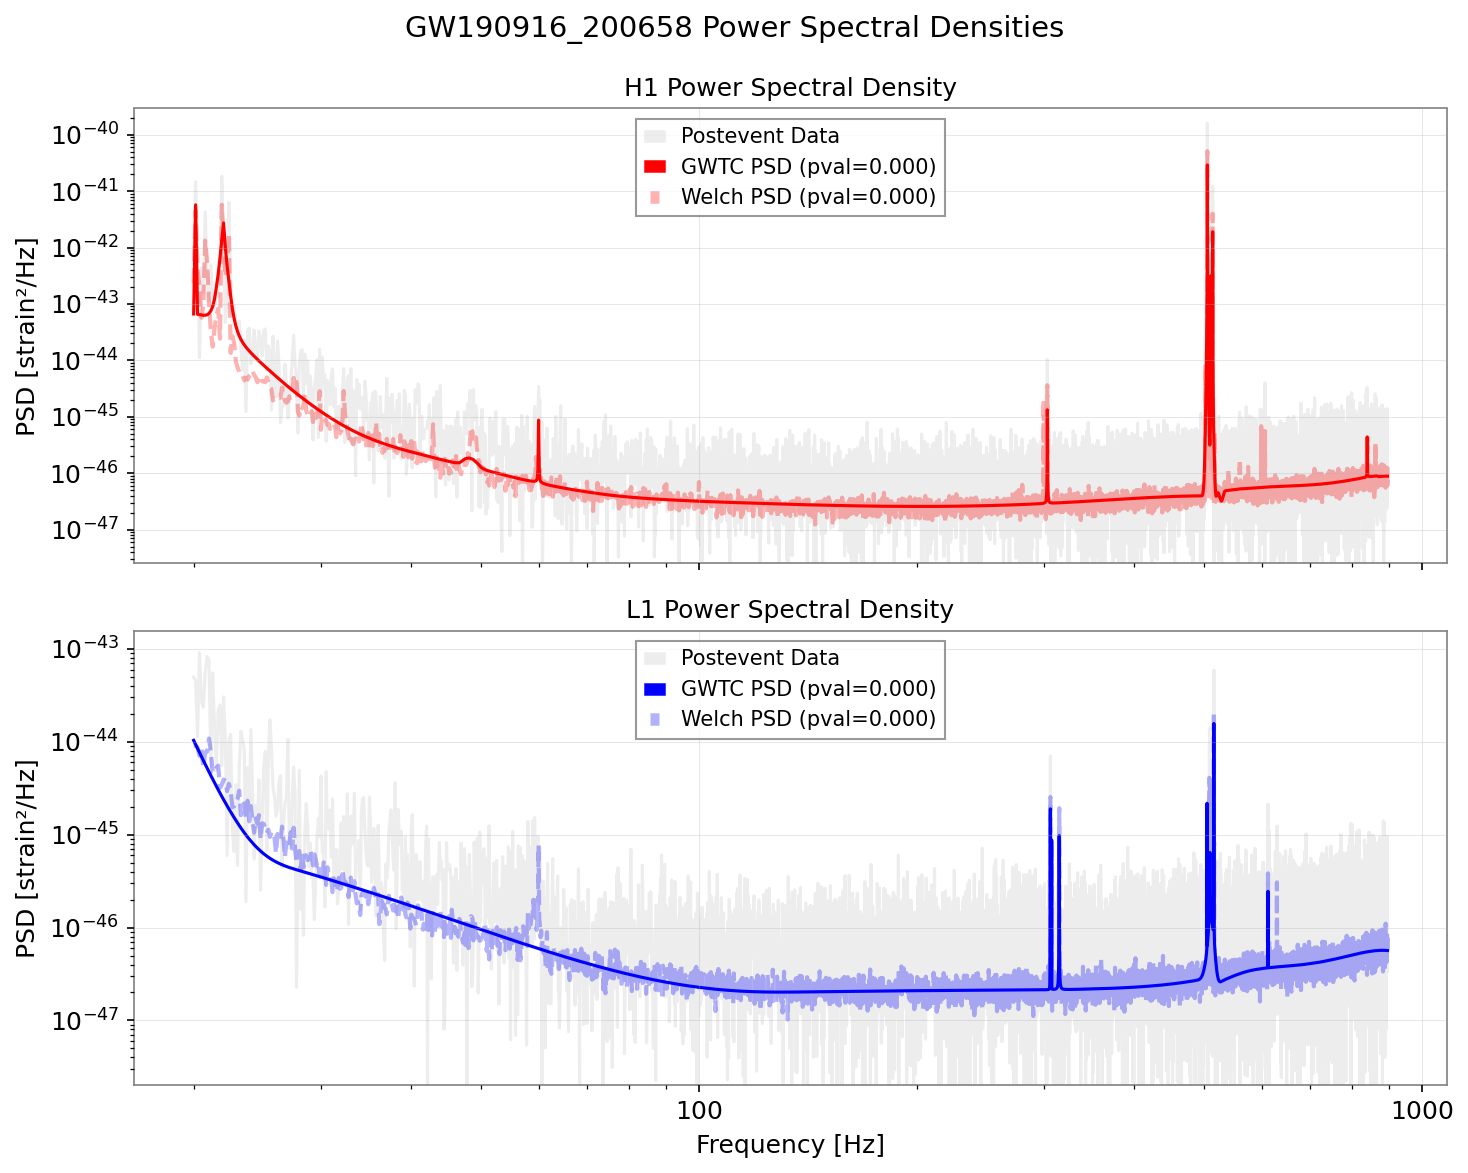 GW190916_200658 Power Spectral Densities
H1 Power Spectral Density
Postevent Data
GWTC PSD (pval=0.000)
Welch PSD (pval=0.000)
PSD [strain²/Hz]
10⁻⁴⁰
10⁻⁴¹
10⁻⁴²
10⁻⁴³
10⁻⁴⁴
10⁻⁴⁵
10⁻⁴⁶
10⁻⁴⁷
L1 Power Spectral Density
Postevent Data
GWTC PSD (pval=0.000)
Welch PSD (pval=0.000)
PSD [strain²/Hz]
10⁻⁴³
10⁻⁴⁴
10⁻⁴⁵
10⁻⁴⁶
10⁻⁴⁷
100 1000
Frequency [Hz]